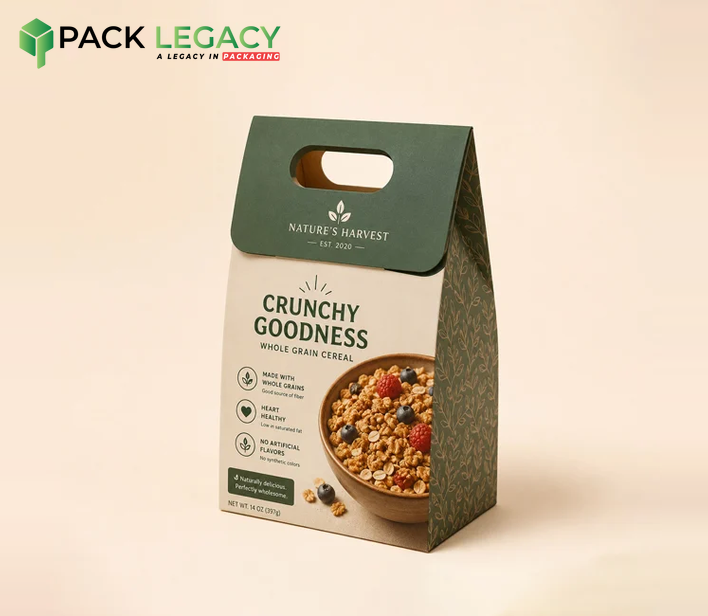 PACK LEGACY
A LEGACY IN PACKAGING
NATURE'S HARVEST
EST. 2020
CRUNCHY
GOODNESS
WHOLE GRAIN CEREAL
MADE WITH
WHOLE GRAINS
Good source of fiber
HEART
HEALTHY
Low in saturated fat
NO ARTIFICIAL
FLAVORS
No synthetic colors
Naturally delicious.
Perfectly wholesome.
NET WT. 14 OZ (397g)